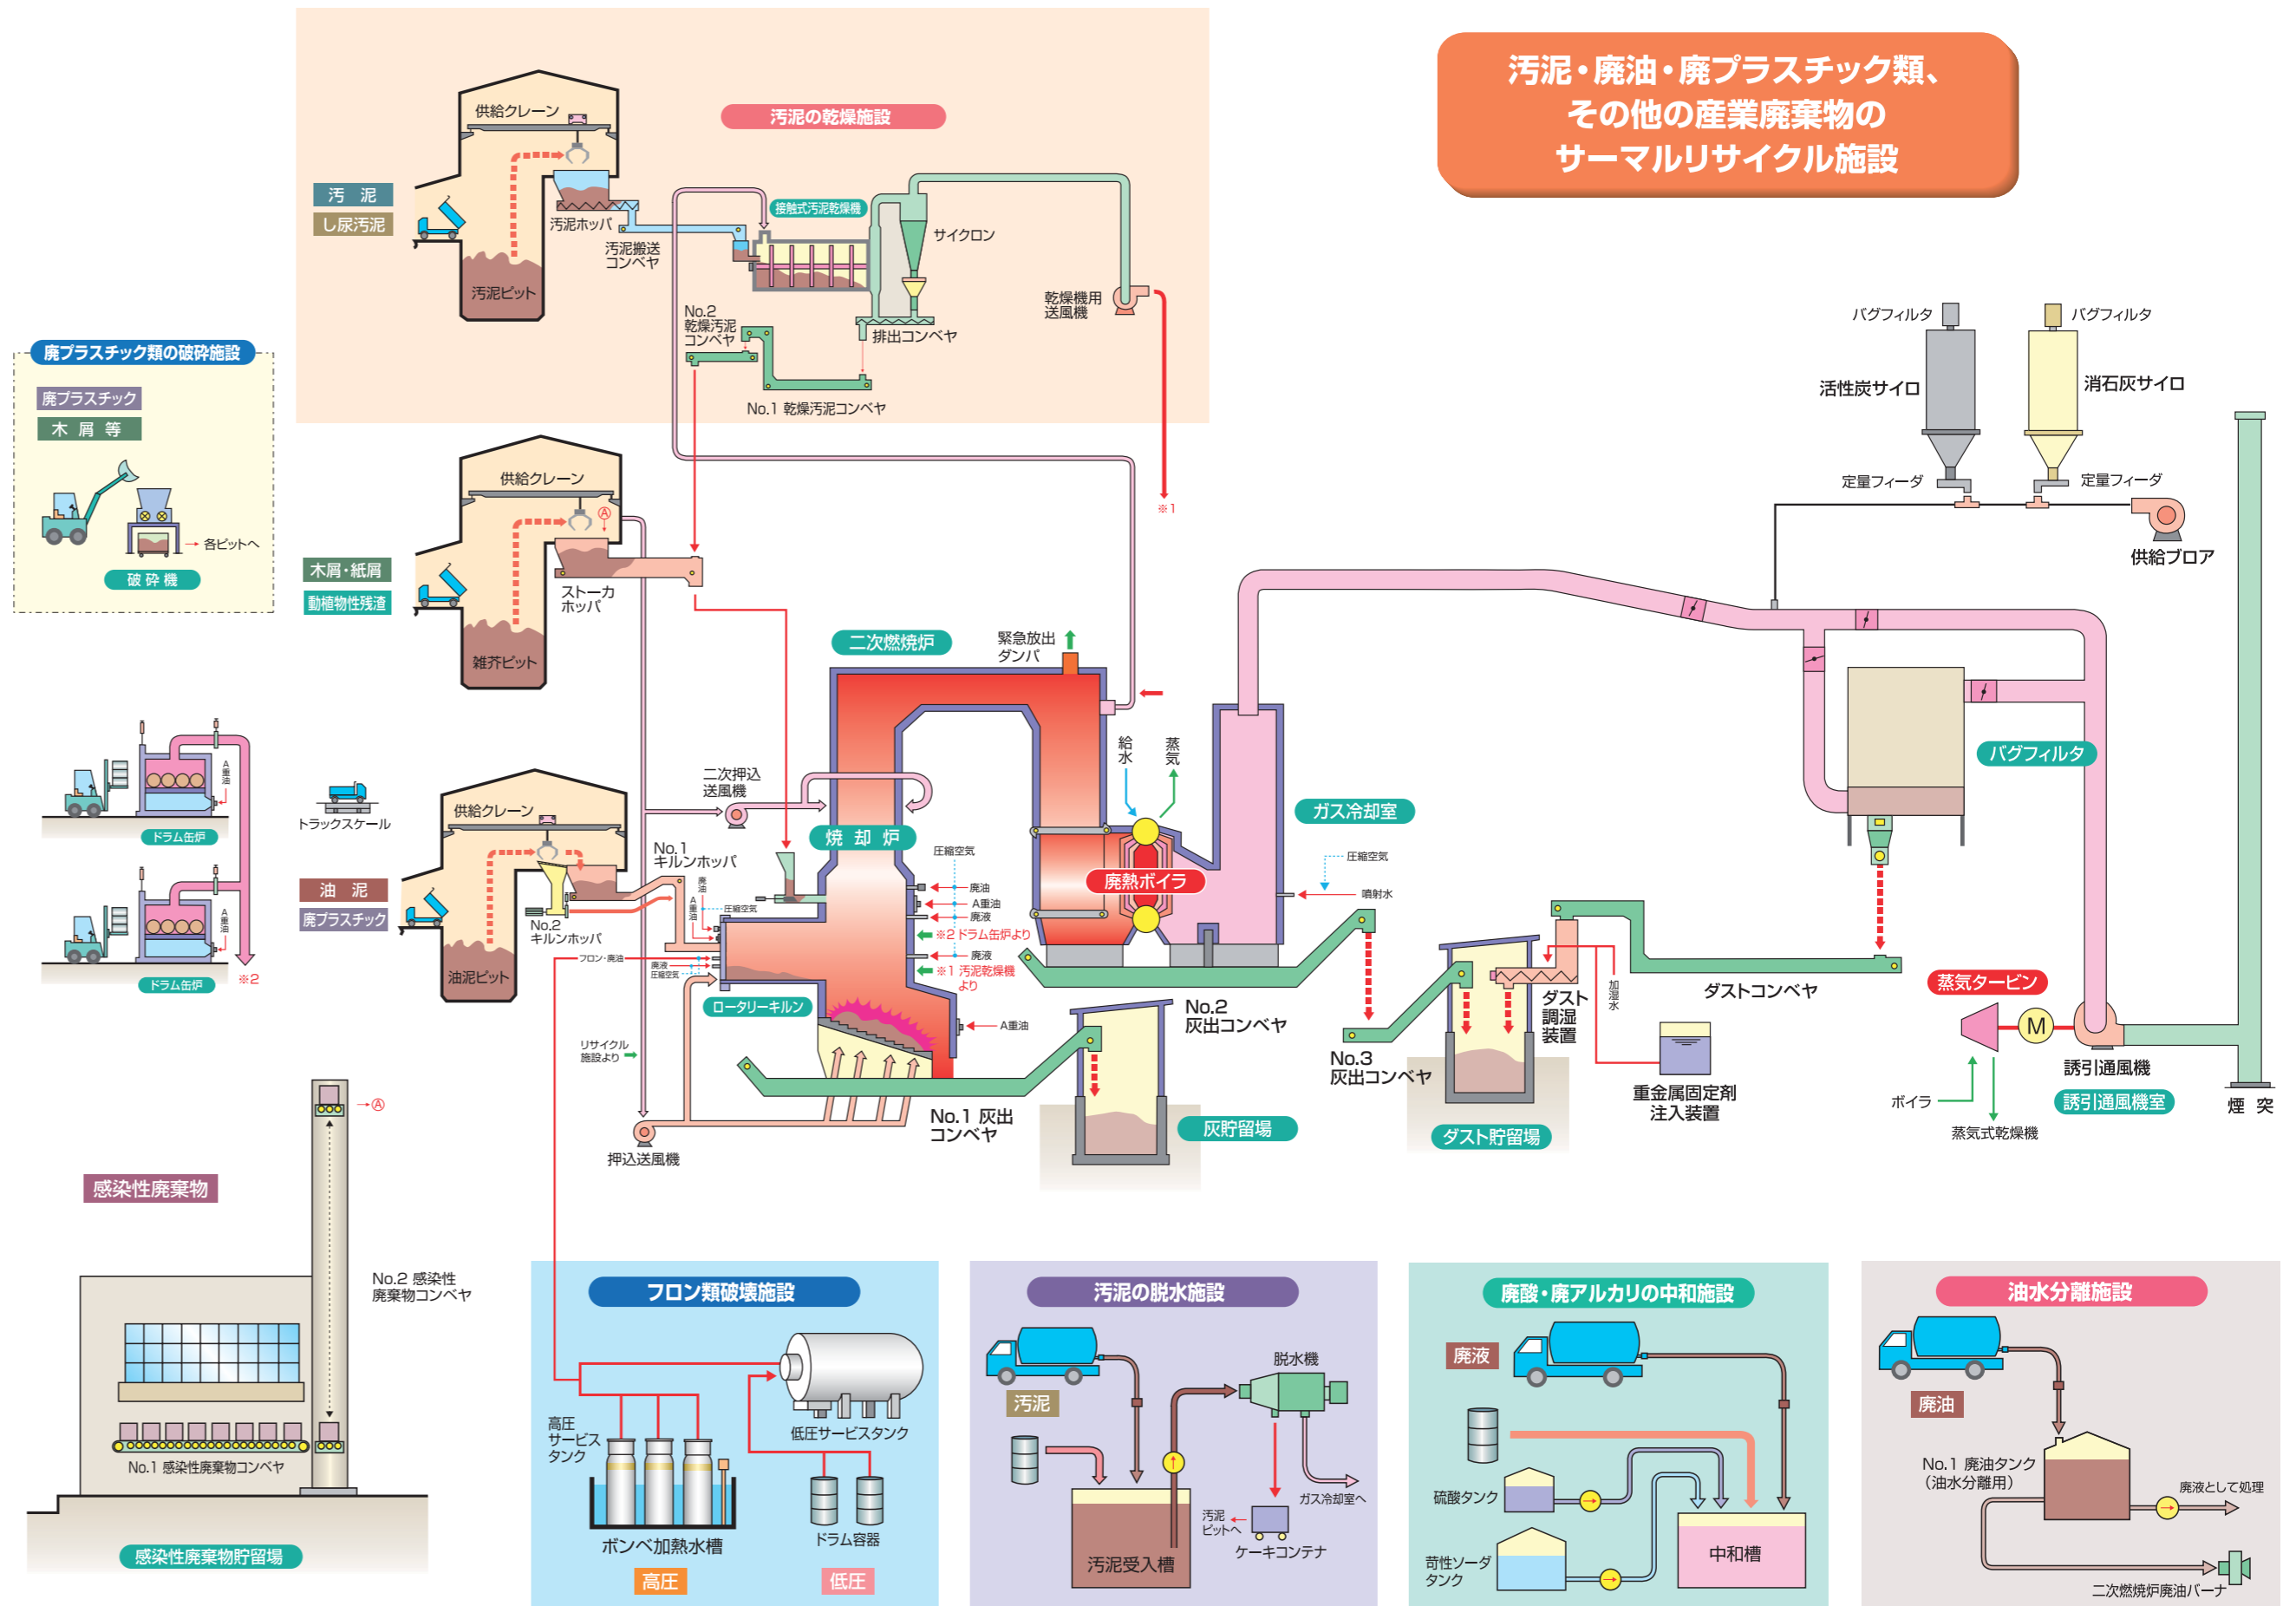 汚泥・廃油・廃プラスチック類、
その他の産業廃棄物の
サーマルリサイクル施設
汚泥の乾燥施設
供給クレーン
汚 泥
し尿汚泥
汚泥ホッパ
汚泥搬送
コンベヤ
汚泥ピット
接触式汚泥乾燥機
サイクロン
乾燥機用
送風機
No.2
乾燥汚泥
コンベヤ
排出コンベヤ
No.1 乾燥汚泥コンベヤ
※1
廃プラスチック類の破砕施設
廃プラスチック
木 屑 等
各ピットへ
破 砕 機
供給クレーン
Ⓐ
木屑・紙屑
動植物性残渣
ストーカ
ホッパ
雑芥ピット
バグフィルタ
バグフィルタ
活性炭サイロ
消石灰サイロ
定量フィーダ
定量フィーダ
供給ブロア
二次燃焼炉
緊急放出
ダンパ
給水
蒸気
ガス冷却室
圧縮空気
噴射水
廃熱ボイラ
バグフィルタ
A重油
ドラム缶炉
A重油
ドラム缶炉
※2
トラックスケール
供給クレーン
油 泥
廃プラスチック
油泥ピット
No.1
キルンホッパ
No.2
キルンホッパ
二次押込
送風機
焼 却 炉
廃油
A重油
圧縮空気
フロン・廃油
廃液
圧縮空気
ロータリーキルン
圧縮空気
廃油
A重油
廃液
※2 ドラム缶炉より
廃液
※1 汚泥乾燥機
より
A重油
リサイクル
施設より
押込送風機
No.1 灰出
コンベヤ
灰貯留場
No.2
灰出コンベヤ
No.3
灰出コンベヤ
ダスト
調湿
装置
加湿水
ダストコンベヤ
ダスト貯留場
重金属固定剤
注入装置
蒸気タービン
M
ボイラ
蒸気式乾燥機
誘引通風機
誘引通風機室
煙 突
感染性廃棄物
Ⓐ
No.2 感染性
廃棄物コンベヤ
No.1 感染性廃棄物コンベヤ
感染性廃棄物貯留場
フロン類破壊施設
高圧
サービス
タンク
低圧サービスタンク
ボンベ加熱水槽
ドラム容器
高圧
低圧
汚泥の脱水施設
汚泥
脱水機
ガス冷却室へ
汚泥
ピットへ
ケーキコンテナ
汚泥受入槽
廃酸・廃アルカリの中和施設
廃液
硫酸タンク
苛性ソーダ
タンク
中和槽
油水分離施設
廃油
No.1 廃油タンク
（油水分離用）
廃液として処理
二次燃焼炉廃油バーナ